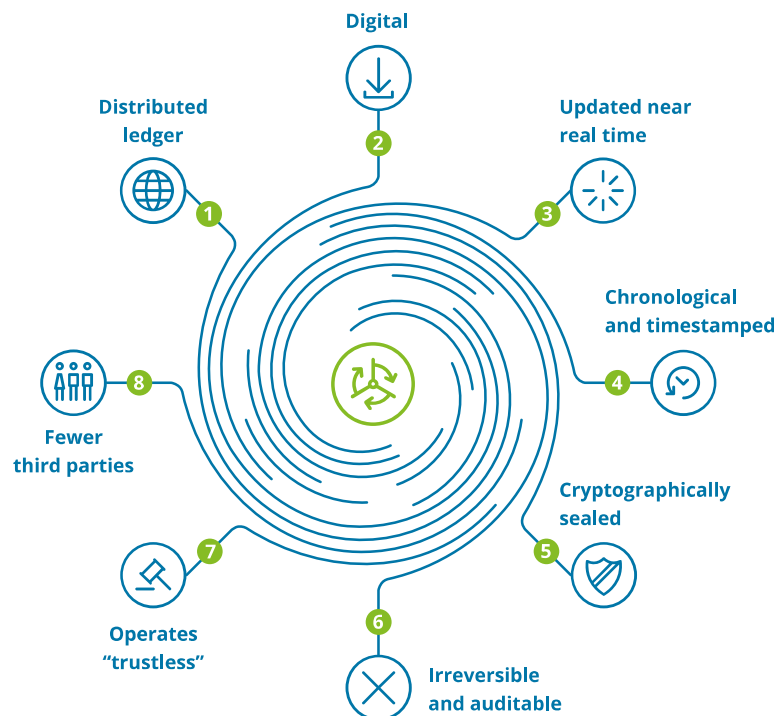 Digital
2
Distributed
ledger
1
Updated near
real time
3
Chronological
and timestamped
4
Cryptographically
sealed
5
Irreversible
and auditable
6
Operates
“trustless”
7
Fewer
third parties
8